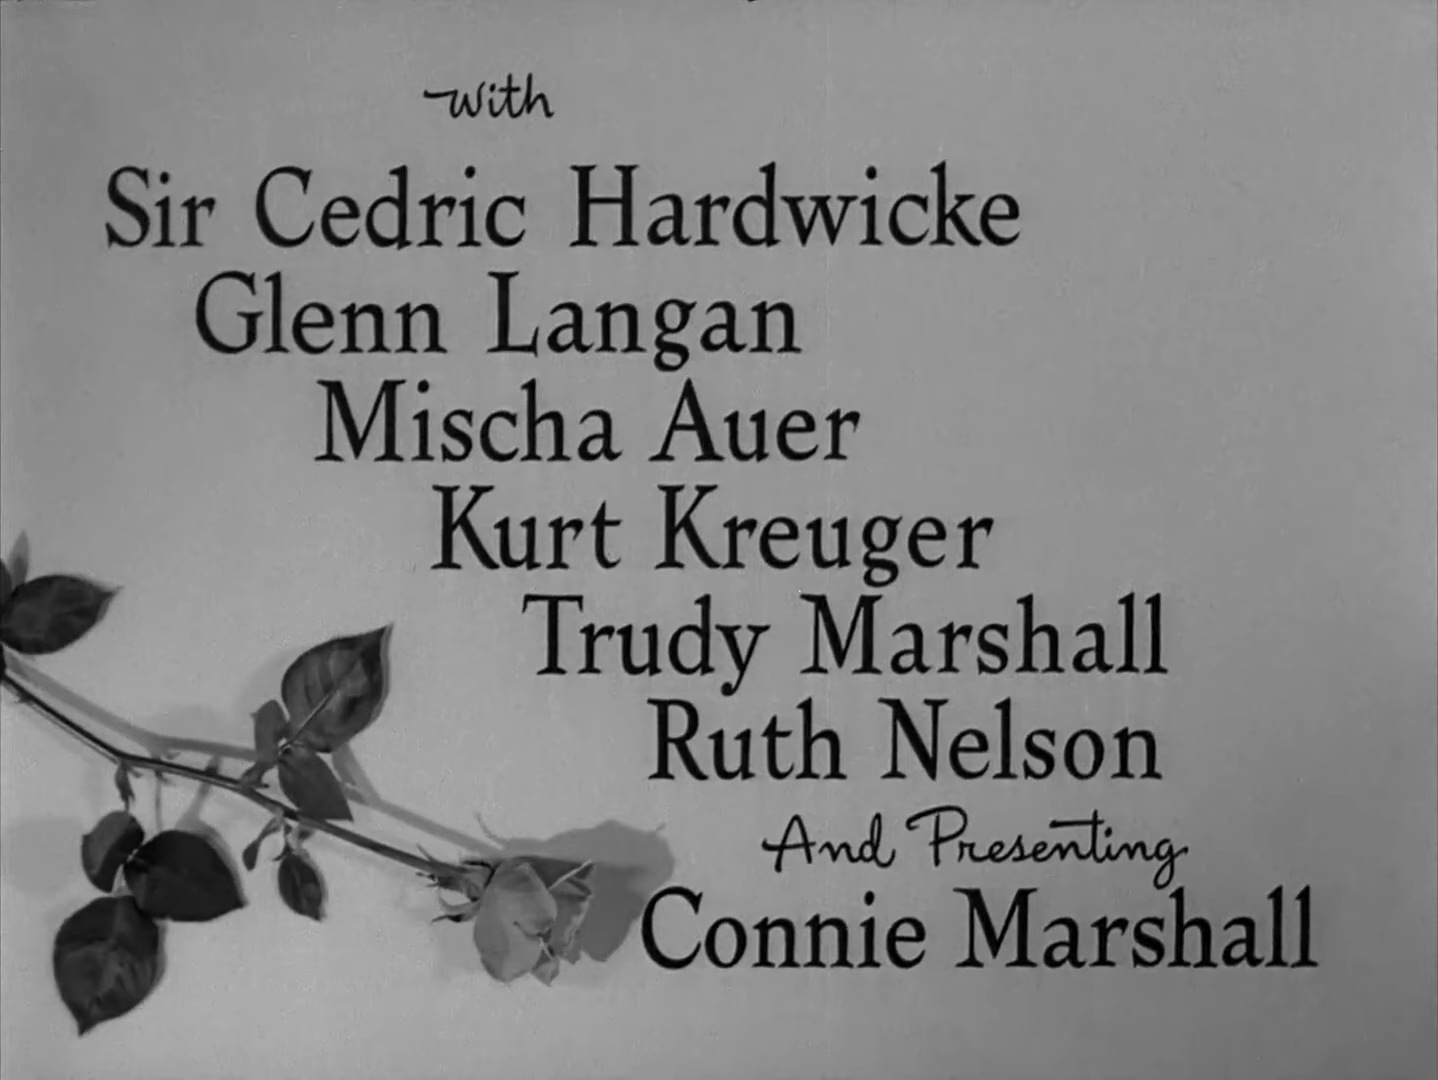 with
Sir Cedric Hardwicke
Glenn Langan
Mischa Auer
Kurt Kreuger
Trudy Marshall
Ruth Nelson
And Presenting
Connie Marshall